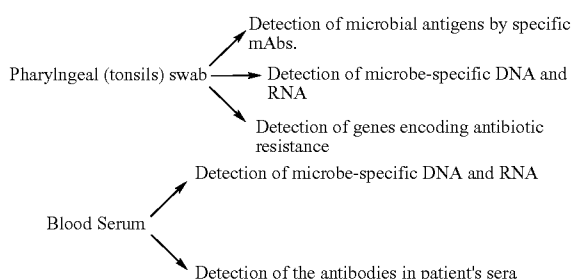 Detection of microbial antigens by specific
mAbs.
Pharylngeal (tonsils) swab
Detection of microbe-specific DNA and
RNA
Detection of genes encoding antibiotic
resistance
Detection of microbe-specific DNA and RNA
Blood Serum
Detection of the antibodies in patient's sera